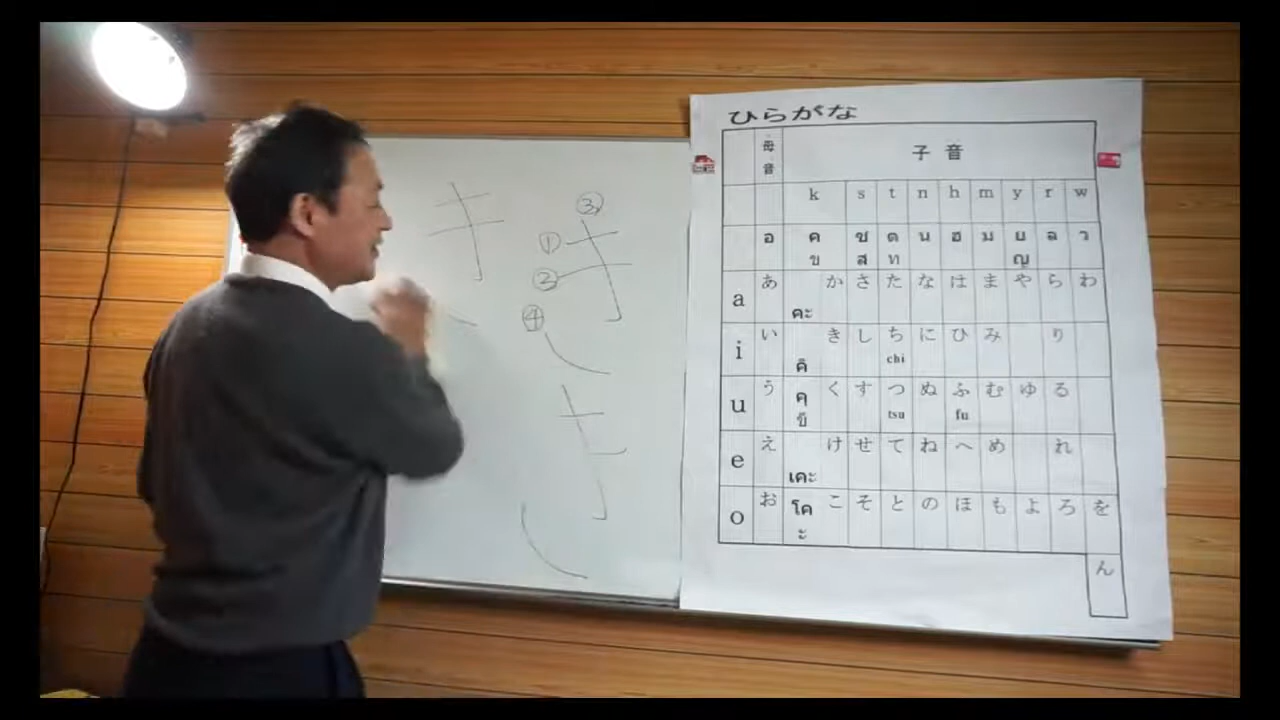 き
① ② ③ ④ き
き
ひらがな
母音 子音
k s t n h m y r w
อ ค ช ต น ฮ ม ย ล ว
ข ส ท ญ
a あ か さ た な は ま や ら わ
คะ
i い き し ち に ひ み り
คิ chi
u う คุ く す つ ぬ ふ む ゆ る
tsu fu
e え け せ て ね へ め れ
เคะ
o お โค こ そ と の ほ も よ ろ を
ะ
ん